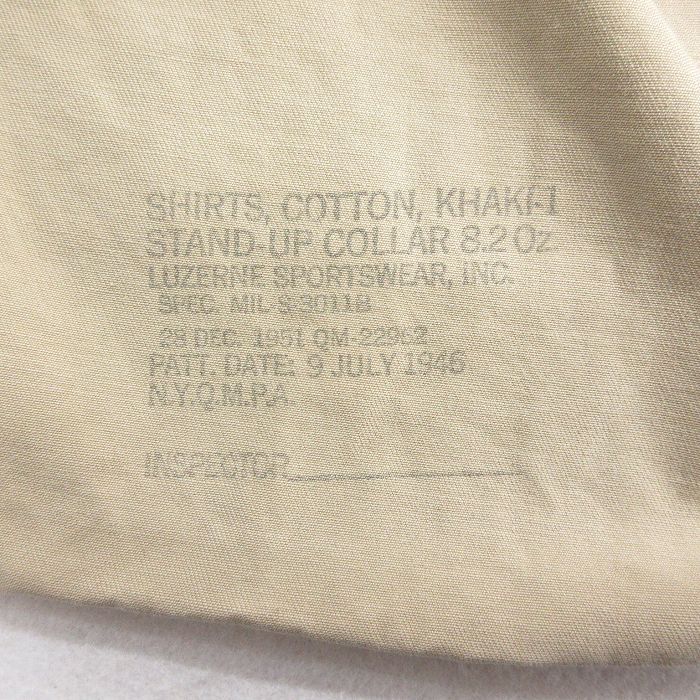 SHIRTS, COTTON, KHAKI-1
STAND-UP COLLAR 8.2 Oz.
LUZERNE SPORTSWEAR, INC.
SPEC. MIL-S-3011B
28 DEC. 1951 QM-22962
PATT. DATE: 9 JULY 1946
N.Y.Q.M.P.A.
INSPECTOR